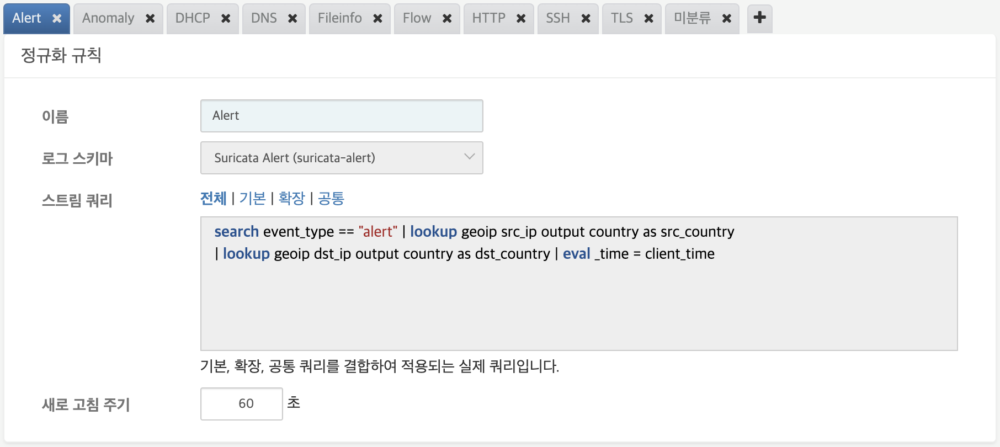 Alert ✖ Anomaly ✖ DHCP ✖ DNS ✖ Fileinfo ✖ Flow ✖ HTTP ✖ SSH ✖ TLS ✖ 미분류 ✖ +
정규화 규칙
이름 Alert
로그 스키마 Suricata Alert (suricata-alert)
스트림 쿼리 전체 | 기본 | 확장 | 공통
search event_type == "alert" | lookup geoip src_ip output country as src_country
| lookup geoip dst_ip output country as dst_country | eval _time = client_time
기본, 확장, 공통 쿼리를 결합하여 적용되는 실제 쿼리입니다.
새로 고침 주기 60 초